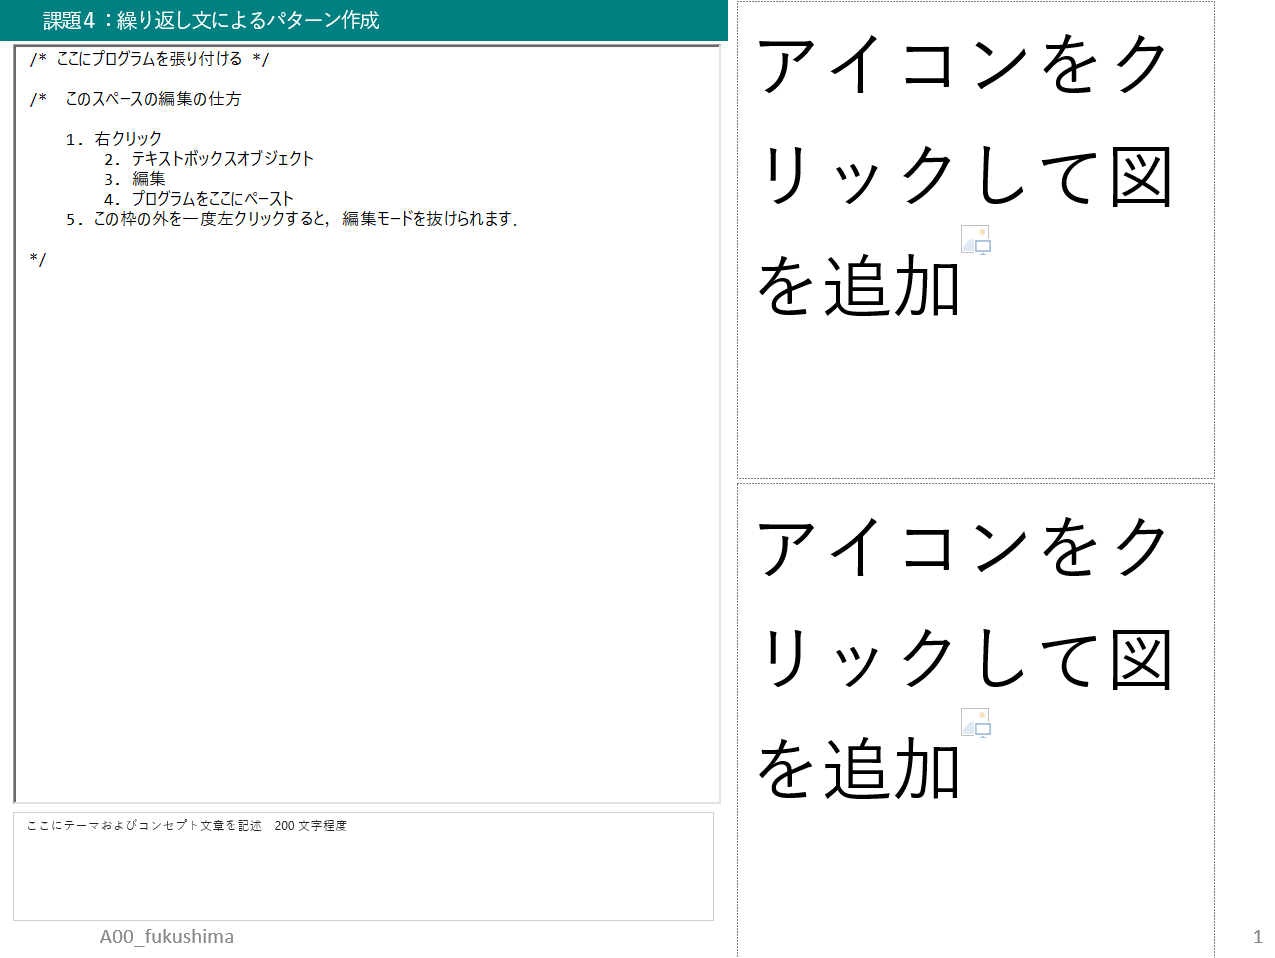 課題４：繰り返し文によるパターン作成
/* ここにプログラムを張り付ける */
/* このスペースの編集の仕方
1. 右クリック
2. テキストボックスオブジェクト
3. 編集
4. プログラムをここにペースト
5. この枠の外を一度左クリックすると，編集モードを抜けられます．
*/
ここにテーマおよびコンセプト文章を記述　200 文字程度
A00_fukushima
アイコンをク
リックして図
を追加
アイコンをク
リックして図
を追加
1